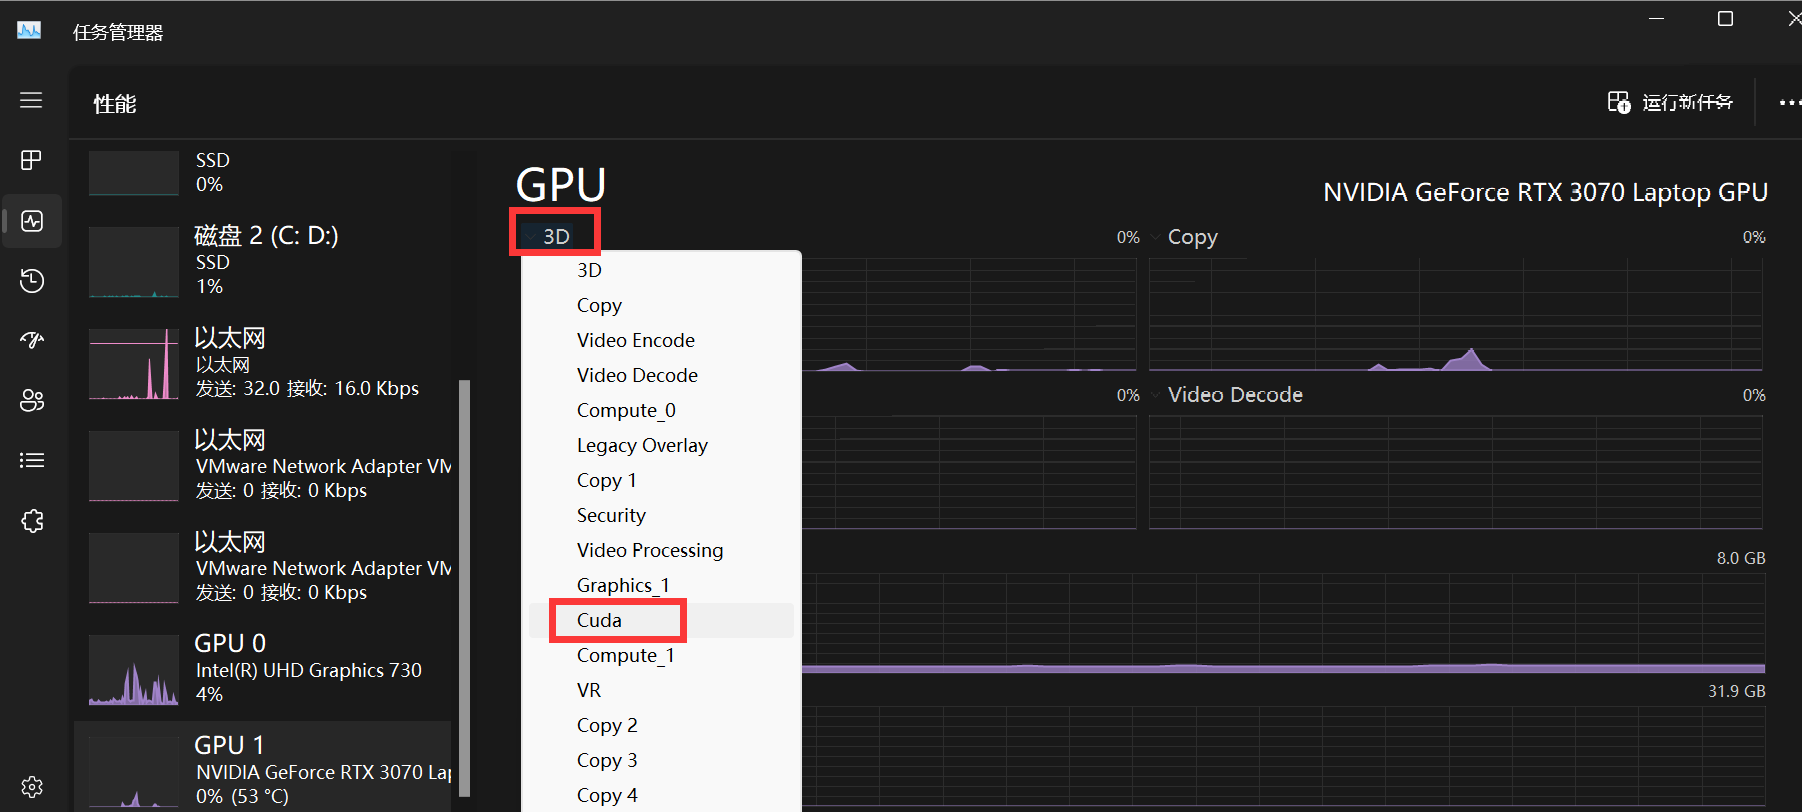 任务管理器
性能
运行新任务
SSD
0%
磁盘 2 (C: D:)
SSD
1%
以太网
以太网
发送: 32.0 接收: 16.0 Kbps
以太网
VMware Network Adapter VM
发送: 0 接收: 0 Kbps
以太网
VMware Network Adapter VM
发送: 0 接收: 0 Kbps
GPU 0
Intel(R) UHD Graphics 730
4%
GPU 1
NVIDIA GeForce RTX 3070 Lap
0% (53 °C)
GPU
NVIDIA GeForce RTX 3070 Laptop GPU
3D
0%
Copy
0%
3D
Copy
Video Encode
Video Decode
Compute_0
Legacy Overlay
Copy 1
Security
Video Processing
Graphics_1
Cuda
Compute_1
VR
Copy 2
Copy 3
Copy 4
0%
Video Decode
0%
8.0 GB
31.9 GB